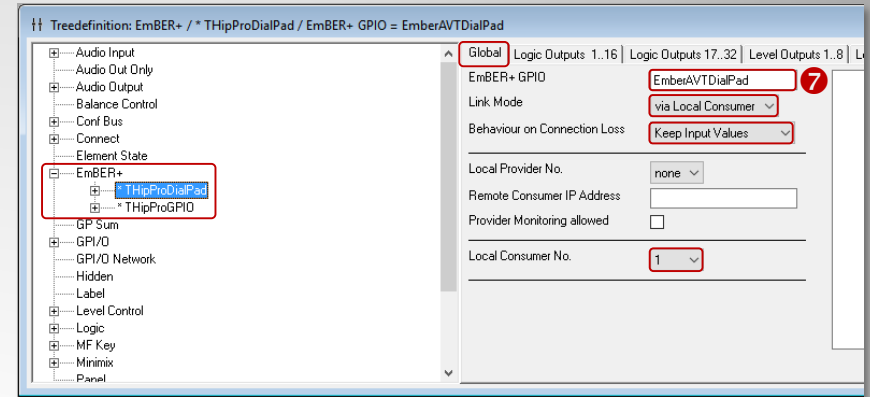 Treedefinition: EmBER+ / * THipProDialPad / EmBER+ GPIO = EmberAVTDialPad
Audio Input
Audio Out Only
Audio Output
Balance Control
Conf Bus
Connect
Element State
EmBER+
* THipProDialPad
* THipProGPIO
GP Sum
GPI/O
GPI/O Network
Hidden
Label
Level Control
Logic
MF Key
Minimix
Panel
Global Logic Outputs 1..16 Logic Outputs 17..32 Level Outputs 1..8
EmBER+ GPIO EmberAVTDialPad 7
Link Mode via Local Consumer
Behaviour on Connection Loss Keep Input Values
Local Provider No. none
Remote Consumer IP Address
Provider Monitoring allowed
Local Consumer No. 1